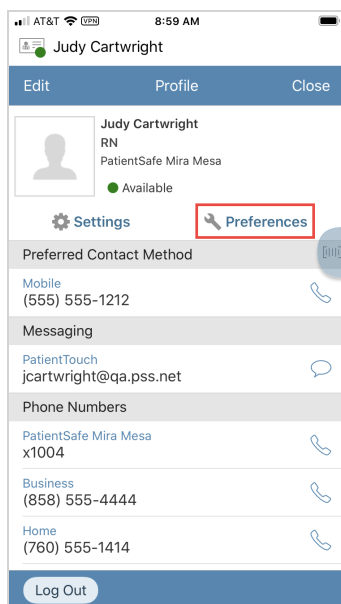 AT&T VPN 8:59 AM
Judy Cartwright
Edit Profile Close
Judy Cartwright
RN
PatientSafe Mira Mesa
Available
Settings Preferences
Preferred Contact Method
Mobile
(555) 555-1212
Messaging
PatientTouch
jcartwright@qa.pss.net
Phone Numbers
PatientSafe Mira Mesa
x1004
Business
(858) 555-4444
Home
(760) 555-1414
Log Out